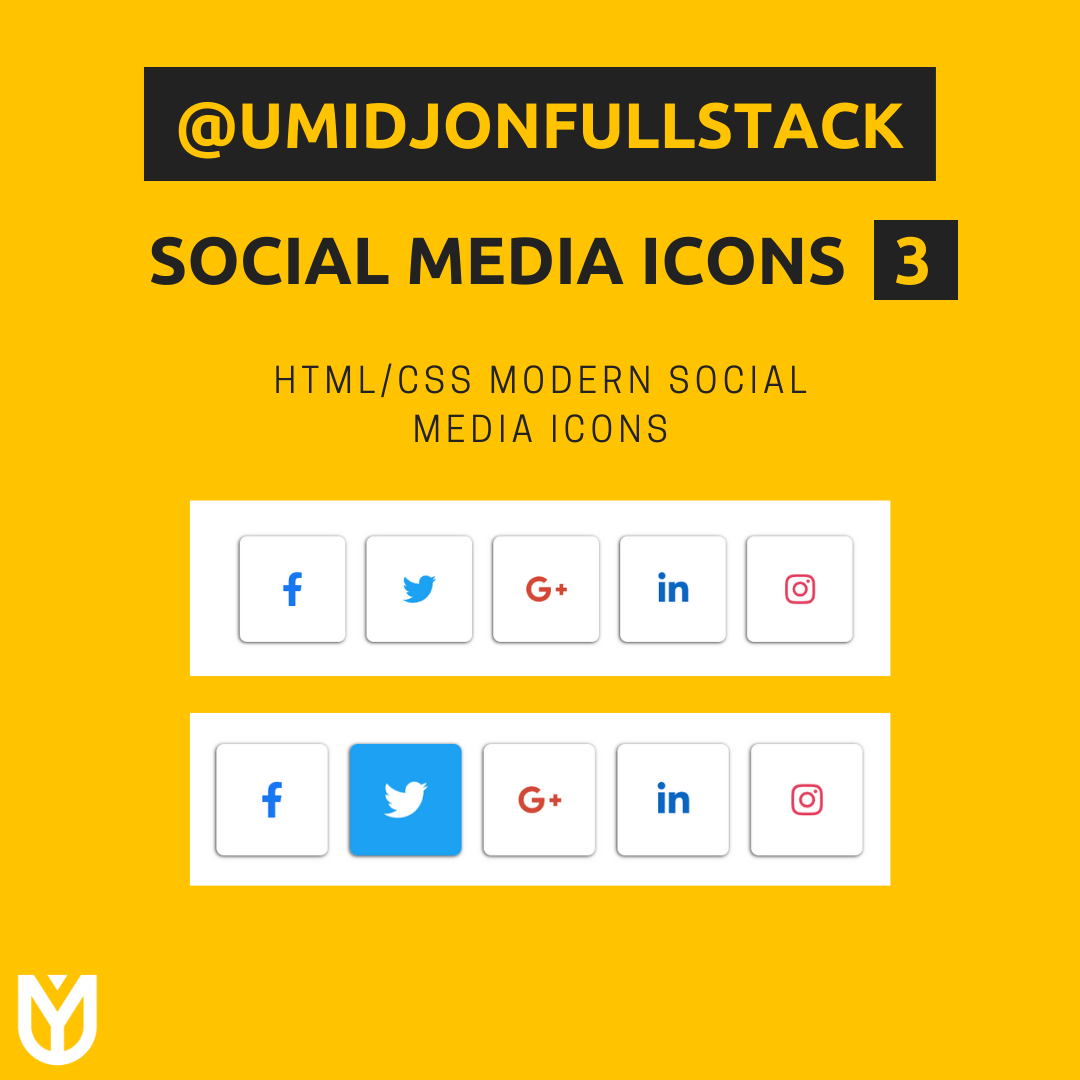 @UMIDJONFULLSTACK
SOCIAL MEDIA ICONS 3
HTML/CSS MODERN SOCIAL
MEDIA ICONS
f G+ in
f G+ in